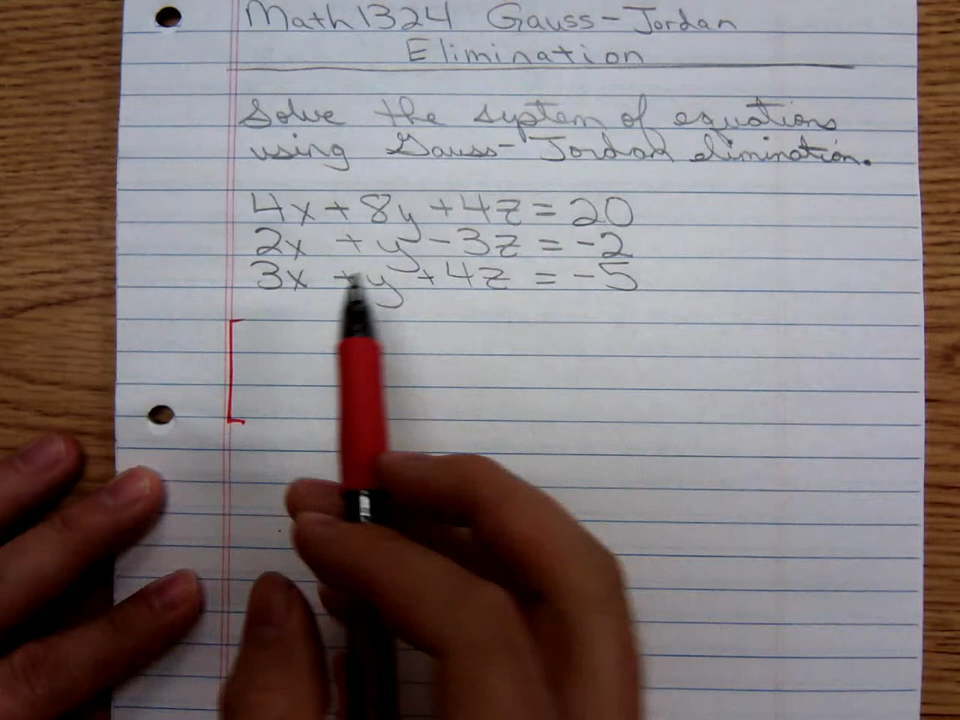 Math 1324 Gauss-Jordan
Elimination
Solve the system of equations
using Gauss-Jordan elimination.
4x + 8y + 4z = 20
2x + y - 3z = -2
3x + y + 4z = -5